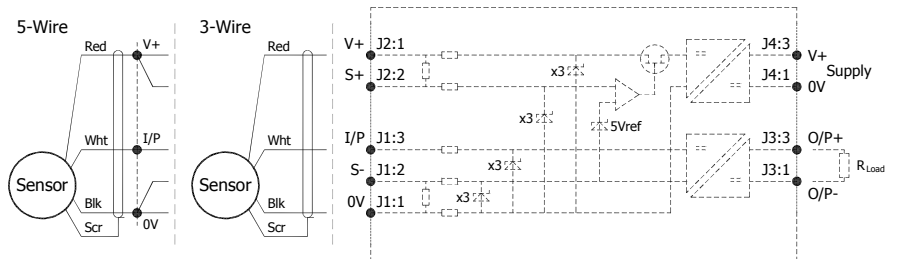 5-Wire
3-Wire
Red
V+
Red
V+
J2:1
J4:3
V+
x3
S+
J2:2
J4:1
Supply
0V
x3
5Vref
Wht
I/P
Wht
I/P
J1:3
J3:3
O/P+
x3
S-
J1:2
J3:1
R Load
Sensor
Sensor
O/P-
x3
Blk
Blk
0V
J1:1
Scr
0V
Scr